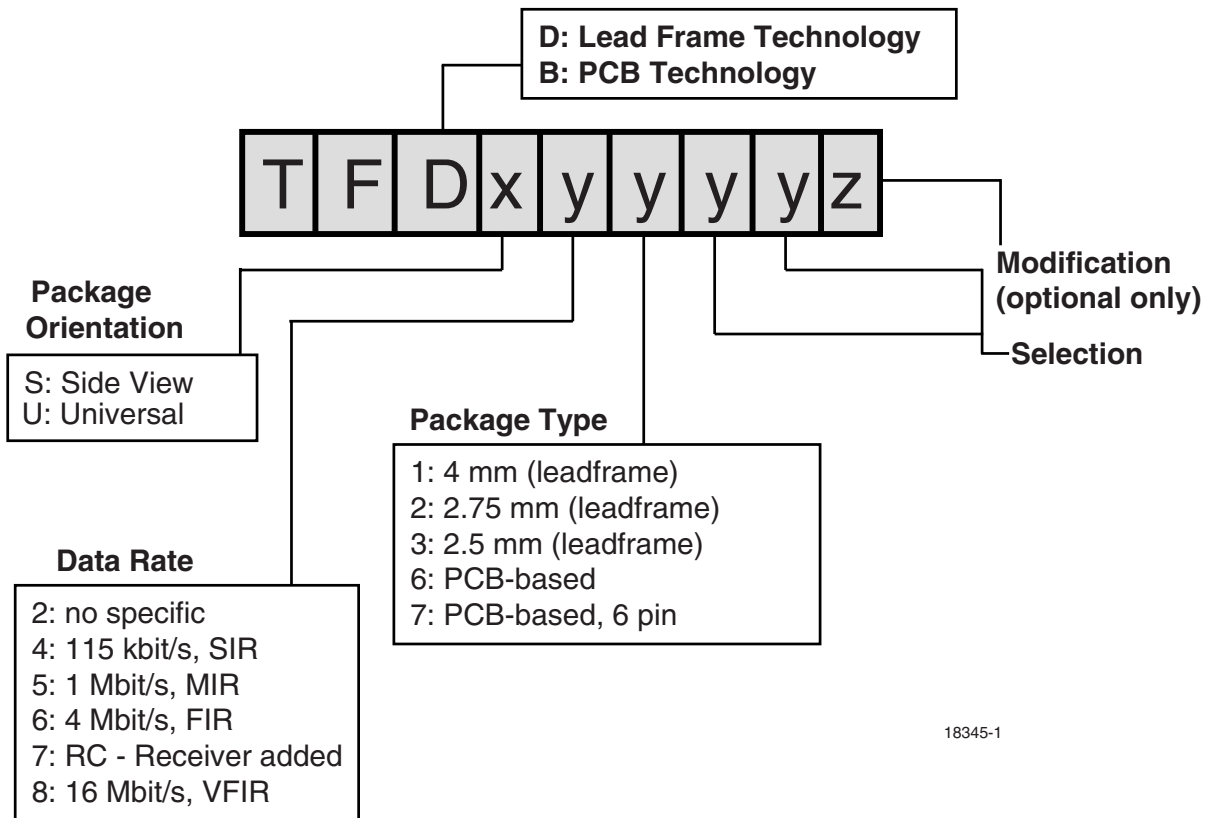 D: Lead Frame Technology
B: PCB Technology
T F D x y y y y z
Package
Orientation
S: Side View
U: Universal
Modification
(optional only)
Selection
Package Type
1: 4 mm (leadframe)
2: 2.75 mm (leadframe)
3: 2.5 mm (leadframe)
6: PCB-based
7: PCB-based, 6 pin
Data Rate
2: no specific
4: 115 kbit/s, SIR
5: 1 Mbit/s, MIR
6: 4 Mbit/s, FIR
7: RC - Receiver added
8: 16 Mbit/s, VFIR
18345-1